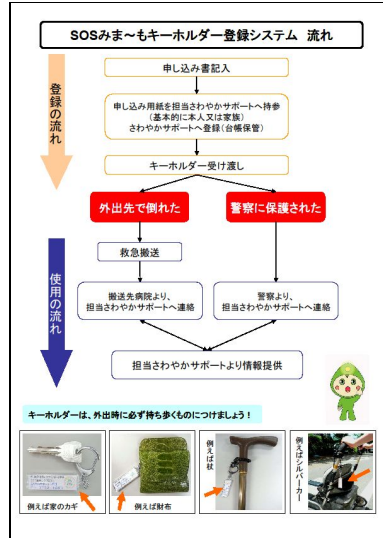 SOSみま～もキーホルダー登録システム　流れ
登録の流れ
申し込み書記入
申し込み用紙を担当さわやかサポートへ持参
(基本的に本人又は家族)
さわやかサポートへ登録(台帳保管)
キーホルダー受け渡し
外出先で倒れた
警察に保護された
使用の流れ
救急搬送
搬送先病院より、
担当さわやかサポートへ連絡
警察より、
担当さわやかサポートへ連絡
担当さわやかサポートより情報提供
キーホルダーは、外出時に必ず持ち歩くものにつけましょう！
例えば家のカギ
例えば財布
例えば杖
例えばシルバーカー